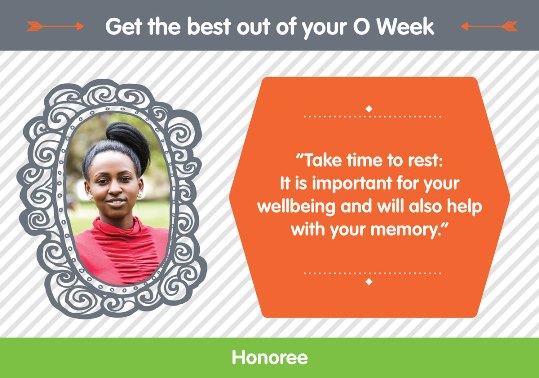 Get the best out of your O Week
“Take time to rest:
It is important for your
wellbeing and will also help
with your memory.“
Honoree